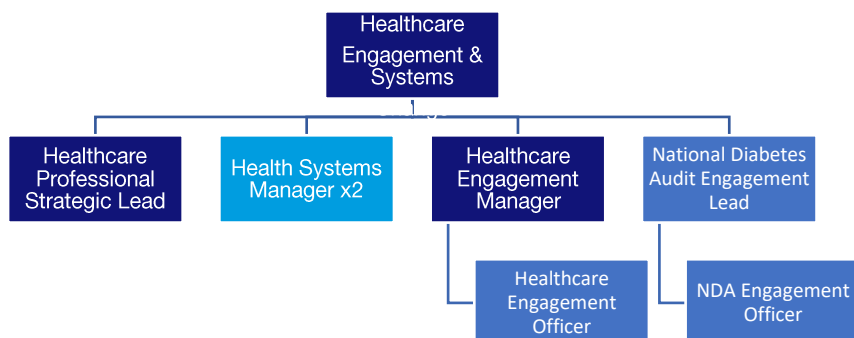 Healthcare
Engagement &
Systems
Healthcare
Professional
Strategic Lead
Health Systems
Manager x2
Healthcare
Engagement
Manager
National Diabetes
Audit Engagement
Lead
Healthcare
Engagement
Officer
NDA Engagement
Officer